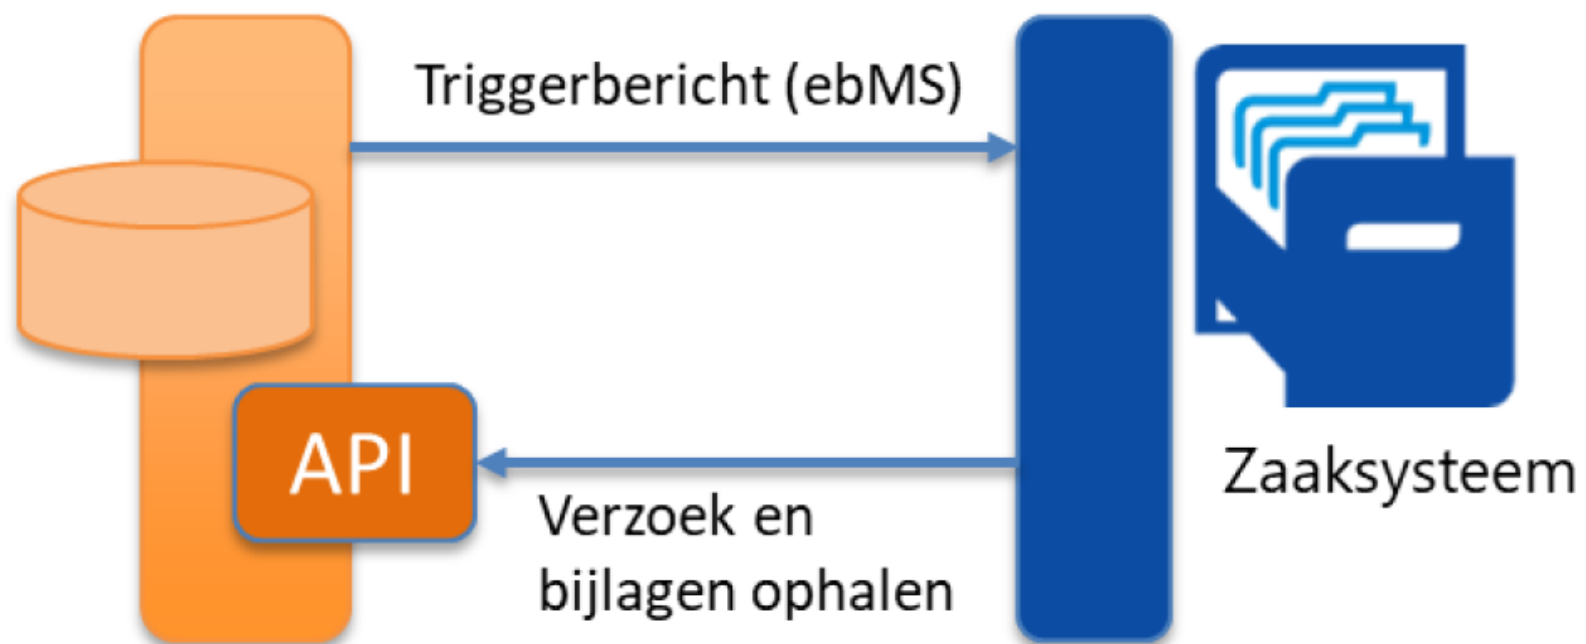 Triggerbericht (ebMS)
API
Zaaksysteem
Verzoek en
bijlagen ophalen